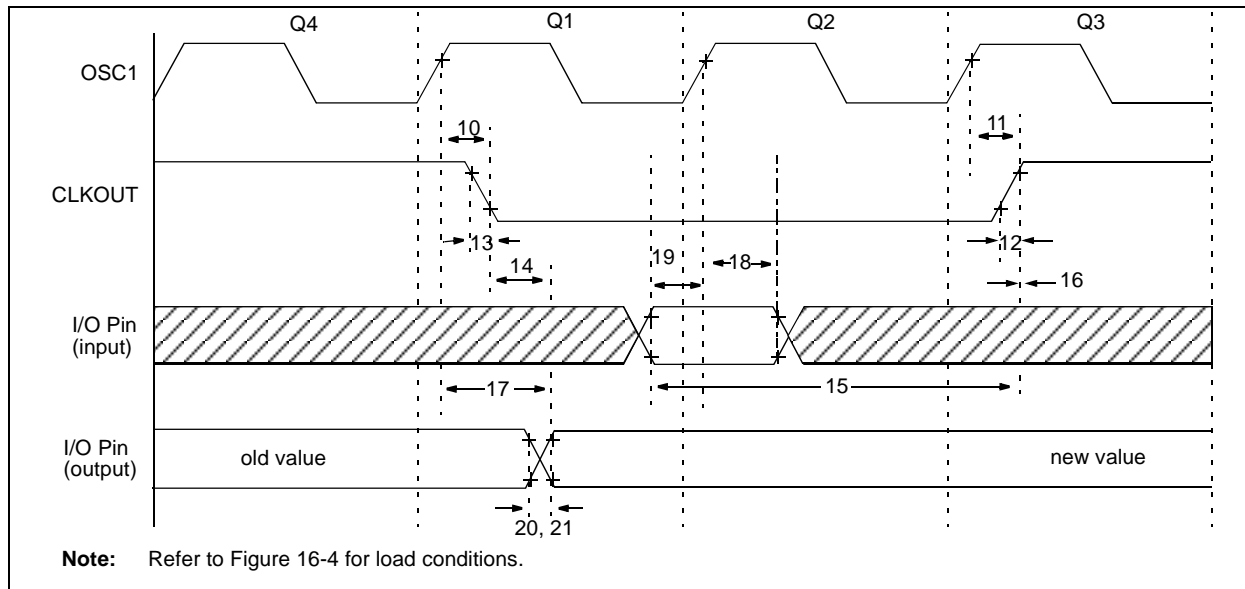 Q4 Q1 Q2 Q3
OSC1
10 11
CLKOUT
13 12
14 19 18 16
I/O Pin
(input)
17 15
I/O Pin
(output)
old value new value
20, 21
Note: Refer to Figure 16-4 for load conditions.